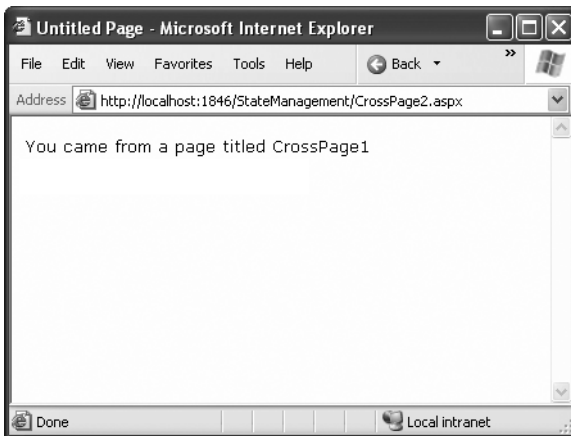 Untitled Page - Microsoft Internet Explorer
File Edit View Favorites Tools Help Back »
Address http://localhost:1846/StateManagement/CrossPage2.aspx
You came from a page titled CrossPage1
Done Local intranet